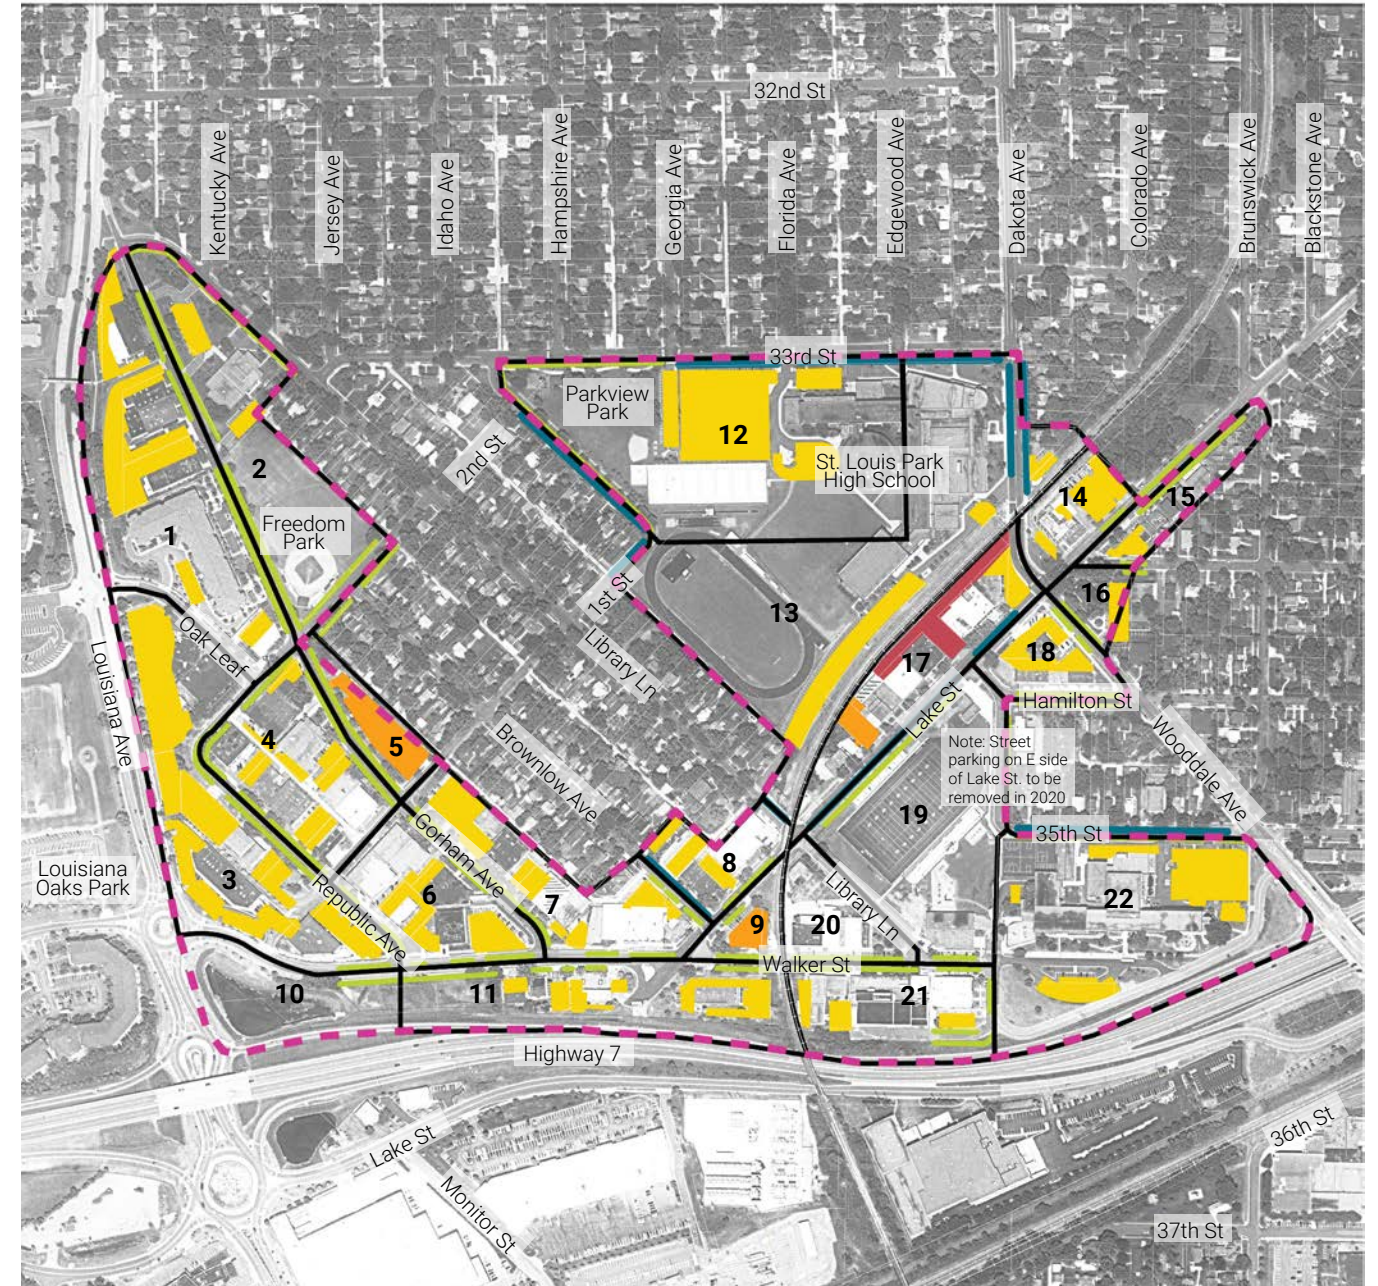 32nd St
Kentucky Ave
Jersey Ave
Idaho Ave
Hampshire Ave
Georgia Ave
Florida Ave
Edgewood Ave
Dakota Ave
Colorado Ave
Brunswick Ave
Blackstone Ave
33rd St
Parkview
Park
12
2nd St
St. Louis Park
High School
2
14
15
Freedom
Park
1
1st St
16
13
Oak Leaf
Library Ln
17
18
Louisiana Ave
Lake St
Hamilton St
4
5
Brownlow Ave
Note: Street
parking on E side
of Lake St. to be
removed in 2020
Wooddale Ave
19
35th St
Gorham Ave
8
Louisiana
Oaks Park
3
Republic Ave
6
7
Library Ln
22
9
20
Walker St
10
11
21
Highway 7
Lake St
36th St
Monitor St
37th St